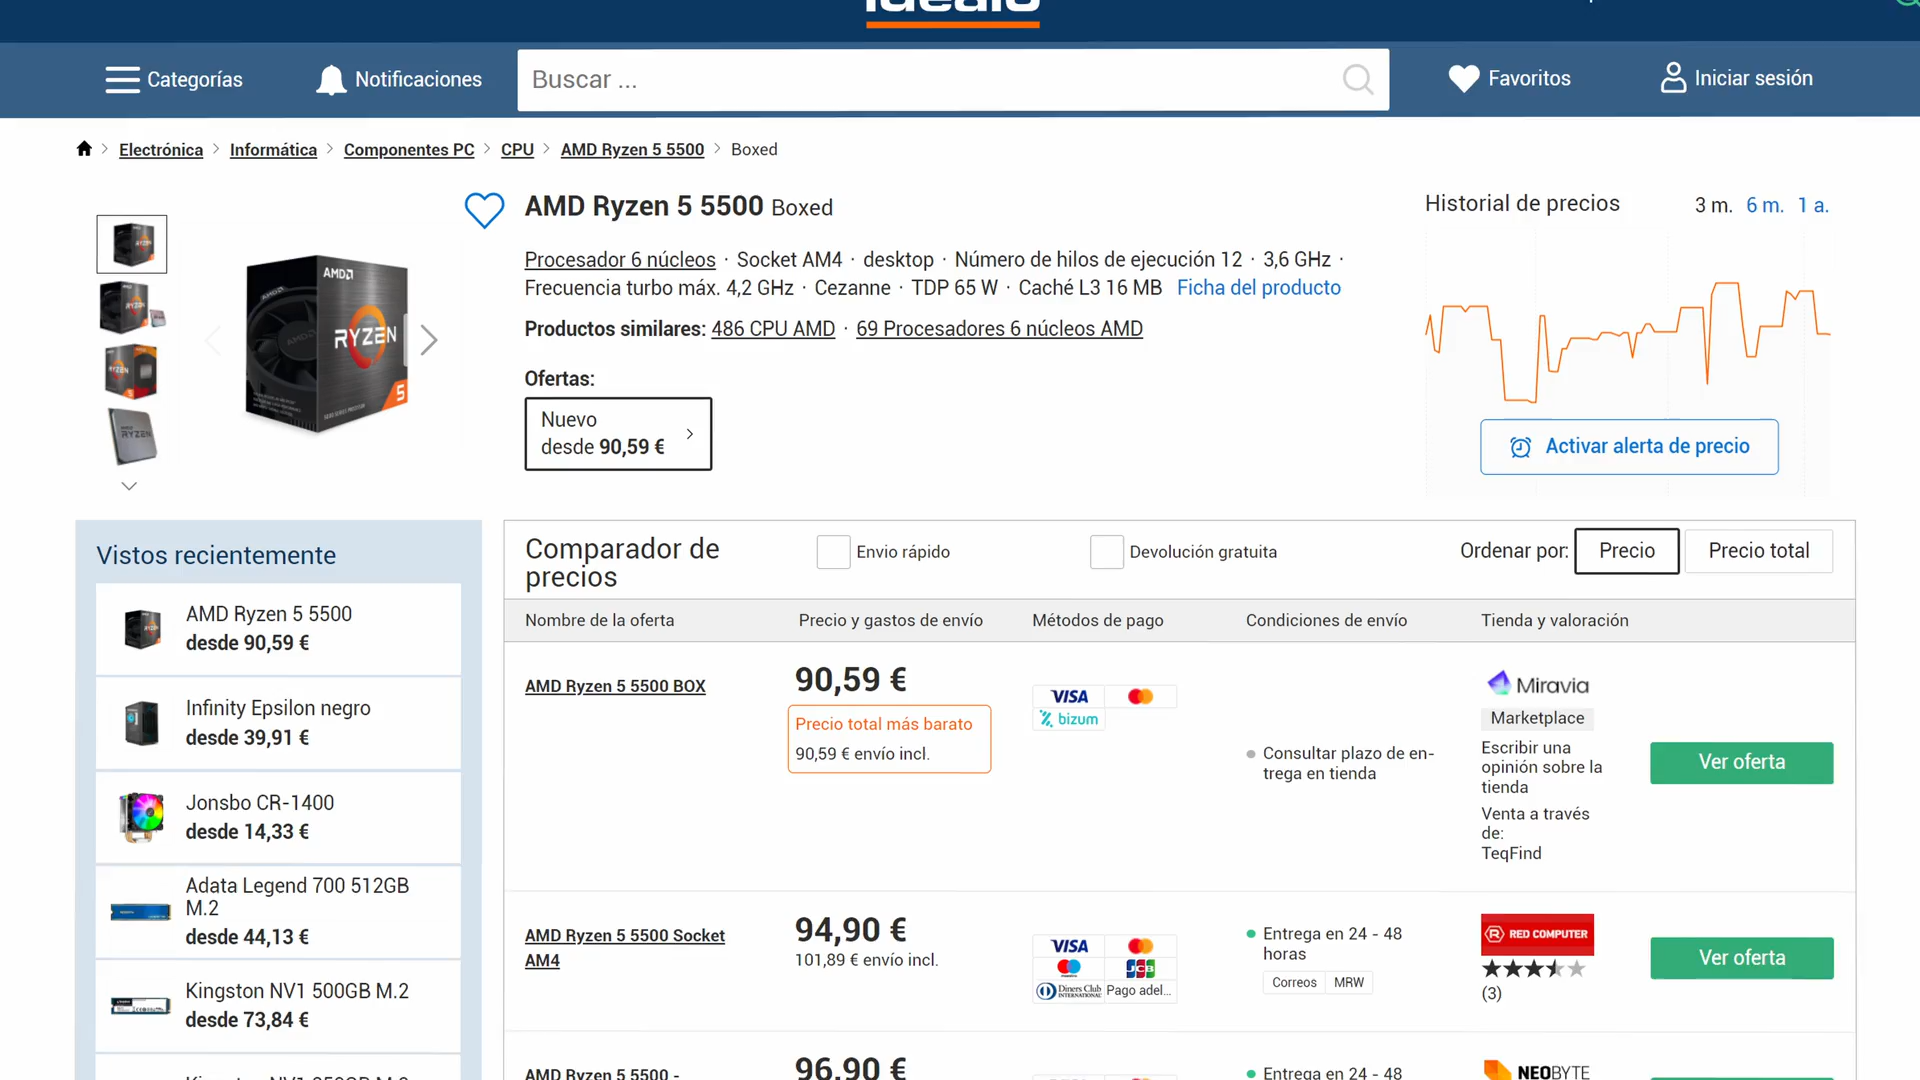 idealo
Categorías
Notificaciones
Buscar ...
Favoritos
Iniciar sesión
Electrónica
Informática
Componentes PC
CPU
AMD Ryzen 5 5500
Boxed
AMD Ryzen 5 5500 Boxed
Procesador 6 núcleos · Socket AM4 · desktop · Número de hilos de ejecución 12 · 3,6 GHz ·
Frecuencia turbo máx. 4,2 GHz · Cezanne · TDP 65 W · Caché L3 16 MB Ficha del producto
Productos similares: 486 CPU AMD · 69 Procesadores 6 núcleos AMD
Ofertas:
Nuevo
desde 90,59 €
Historial de precios
3 m. 6 m. 1 a.
Activar alerta de precio
AMD
RYZEN
5
Vistos recientemente
AMD Ryzen 5 5500
desde 90,59 €
Infinity Epsilon negro
desde 39,91 €
Jonsbo CR-1400
desde 14,33 €
Adata Legend 700 512GB
M.2
desde 44,13 €
Kingston NV1 500GB M.2
desde 73,84 €
Comparador de
precios
Envio rápido
Devolución gratuita
Ordenar por:
Precio
Precio total
Nombre de la oferta
Precio y gastos de envío
Métodos de pago
Condiciones de envío
Tienda y valoración
AMD Ryzen 5 5500 BOX
90,59 €
Precio total más barato
90,59 € envío incl.
VISA
bizum
Consultar plazo de en-
trega en tienda
Miravia
Marketplace
Escribir una
opinión sobre la
tienda
Venta a través
de:
TeqFind
Ver oferta
AMD Ryzen 5 5500 Socket
AM4
94,90 €
101,89 € envío incl.
VISA
maestro
JCB
Diners Club
INTERNATIONAL
Pago adel...
Entrega en 24 - 48
horas
Correos
MRW
RED COMPUTER
(3)
Ver oferta
AMD Ryzen 5 5500 -
96,90 €
Entrega en 24 - 48
NEOBYTE